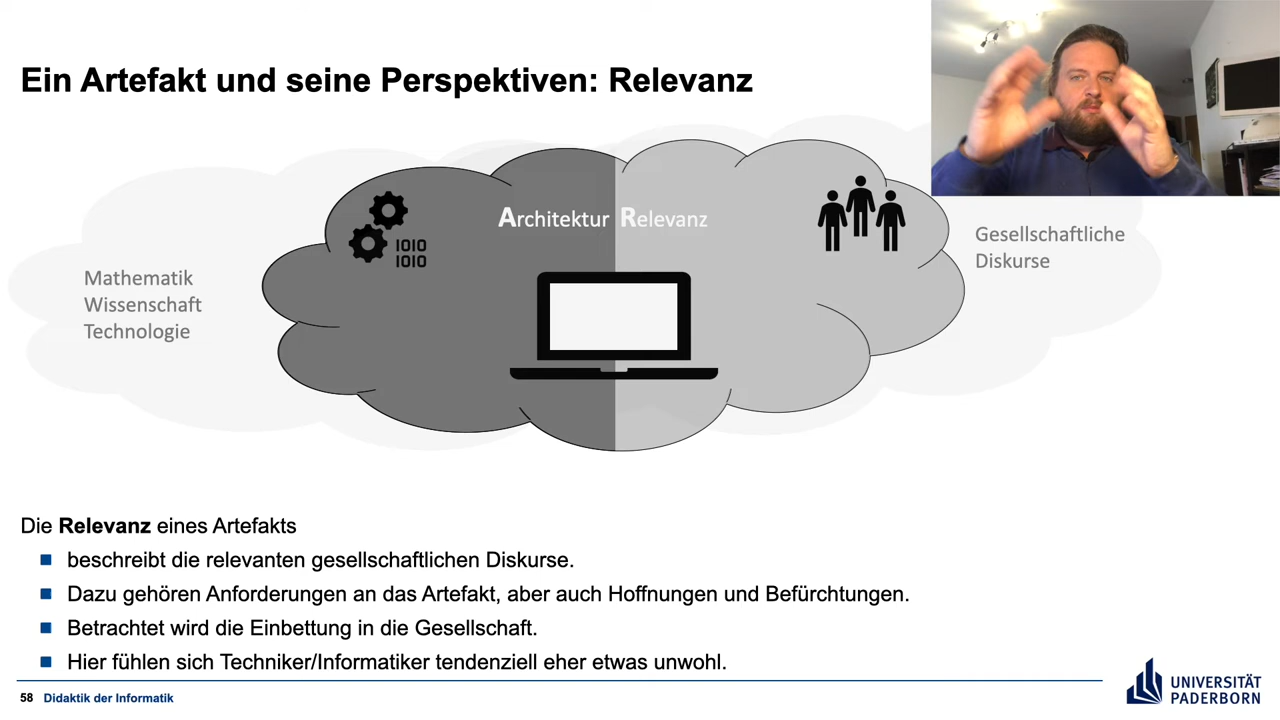 Ein Artefakt und seine Perspektiven: Relevanz
Architektur Relevanz
1010
1010
Mathematik
Wissenschaft
Technologie
Gesellschaftliche
Diskurse
Die Relevanz eines Artefakts
beschreibt die relevanten gesellschaftlichen Diskurse.
Dazu gehören Anforderungen an das Artefakt, aber auch Hoffnungen und Befürchtungen.
Betrachtet wird die Einbettung in die Gesellschaft.
Hier fühlen sich Techniker/Informatiker tendenziell eher etwas unwohl.
58 Didaktik der Informatik
UNIVERSITÄT
PADERBORN